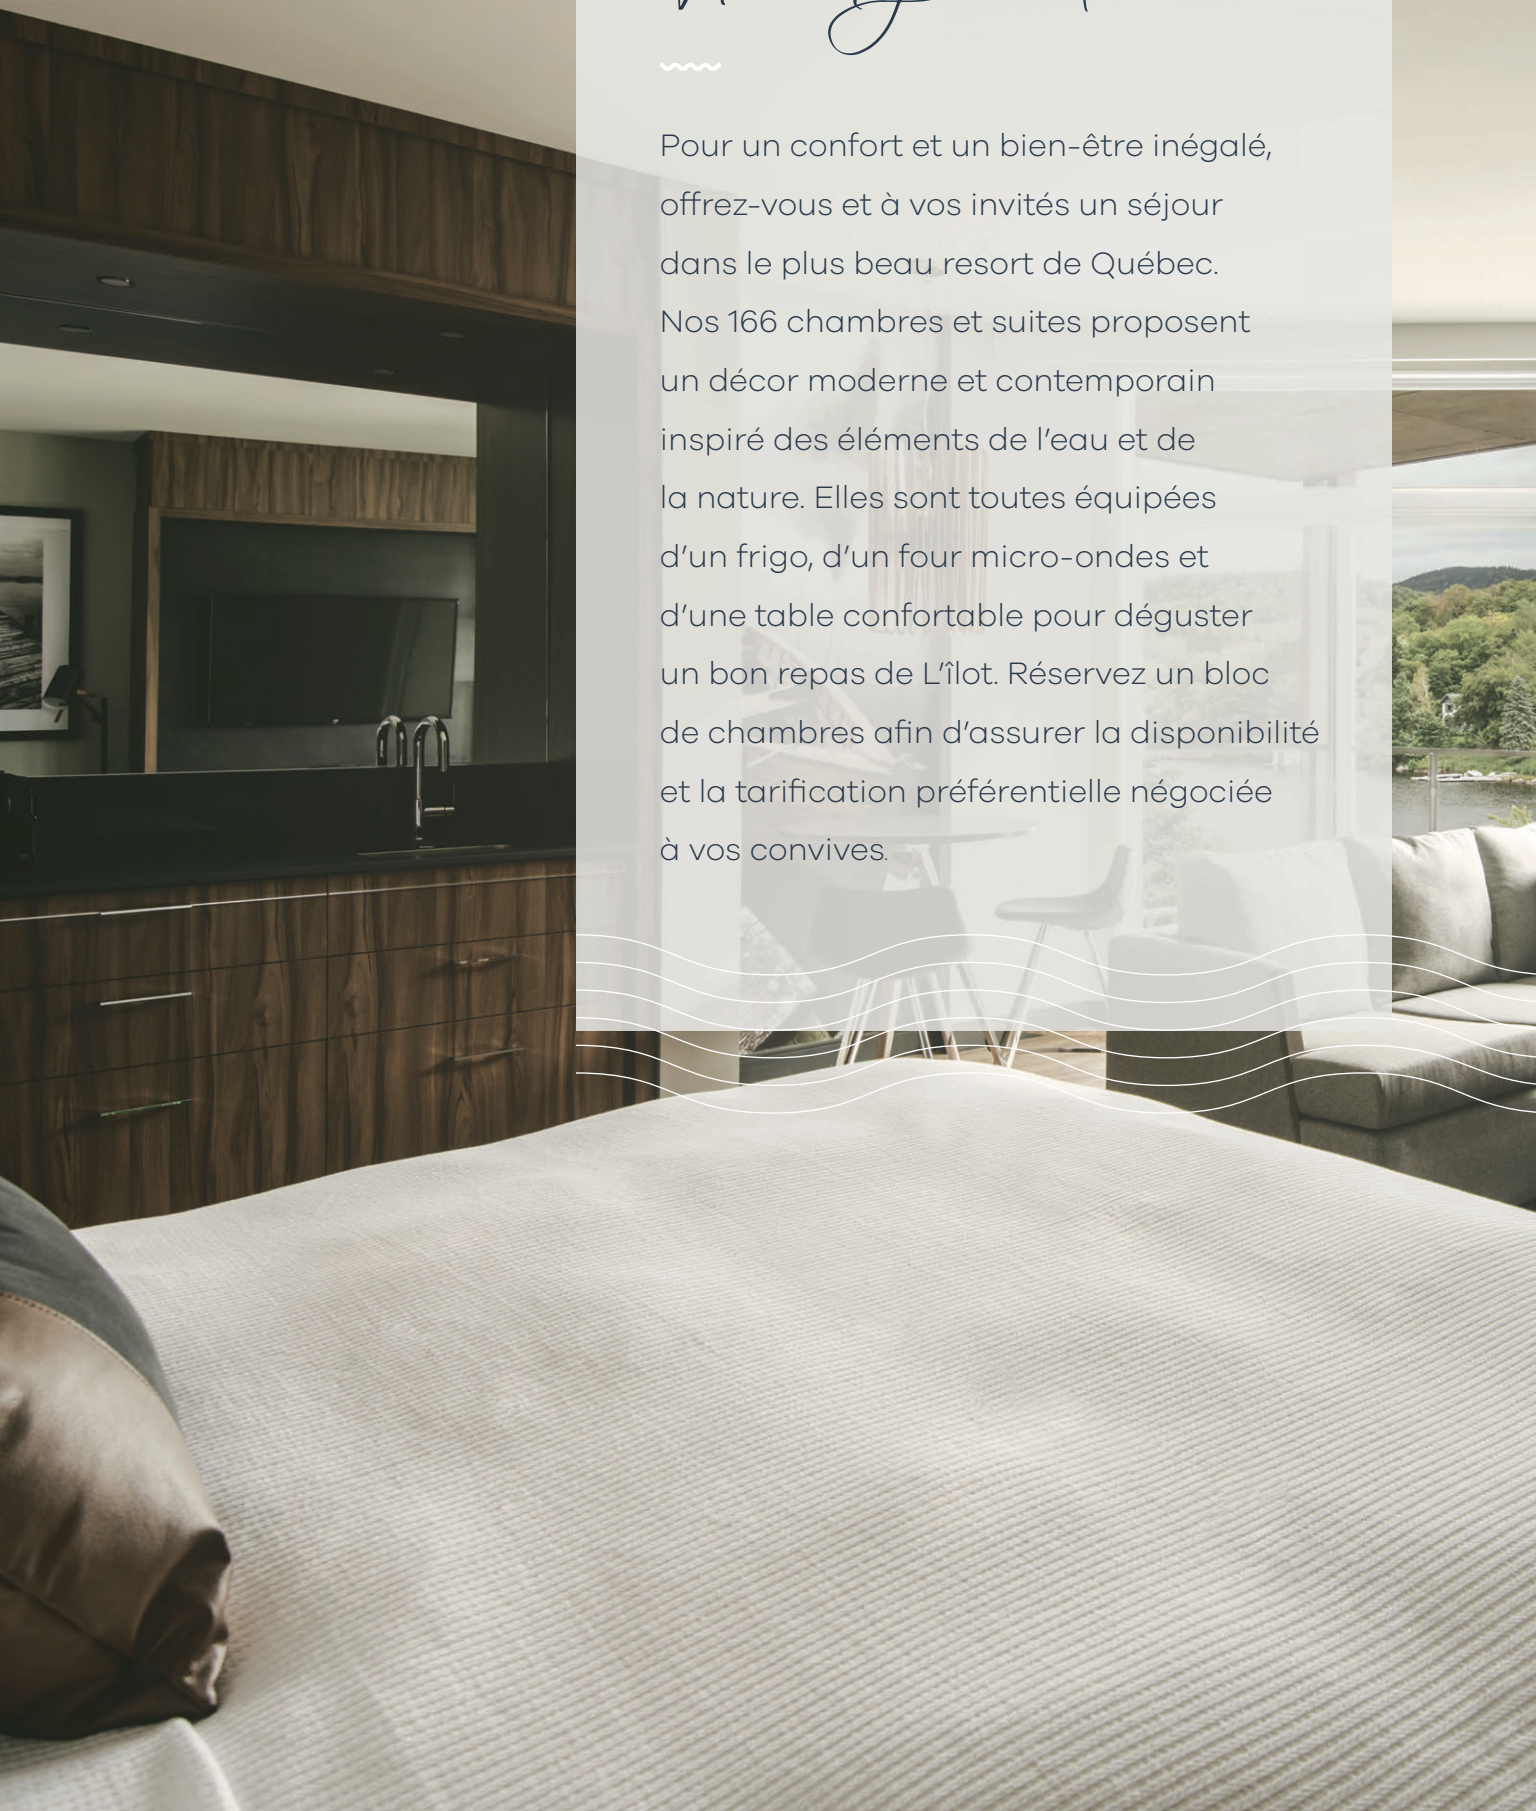 Pour un confort et un bien-être inégalé,
offrez-vous et à vos invités un séjour
dans le plus beau resort de Québec.
Nos 166 chambres et suites proposent
un décor moderne et contemporain
inspiré des éléments de l’eau et de
la nature. Elles sont toutes équipées
d’un frigo, d’un four micro-ondes et
d’une table confortable pour déguster
un bon repas de L’îlot. Réservez un bloc
de chambres afin d’assurer la disponibilité
et la tarification préférentielle négociée
à vos convives.